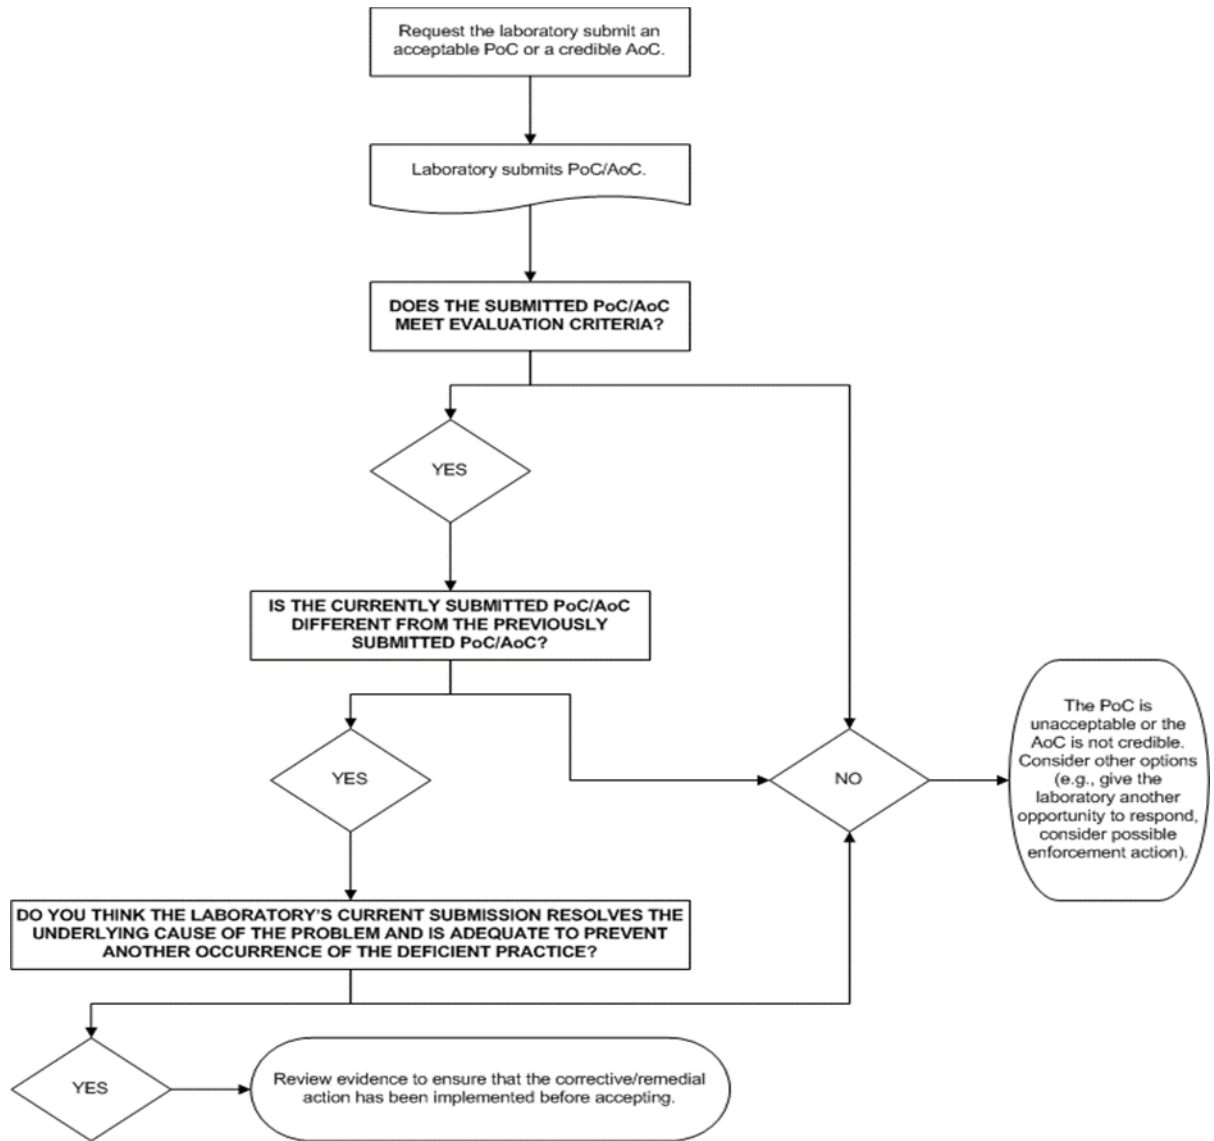 Request the laboratory submit an
acceptable PoC or a credible AoC.
Laboratory submits PoC/AoC.
DOES THE SUBMITTED PoC/AoC
MEET EVALUATION CRITERIA?
YES
IS THE CURRENTLY SUBMITTED PoC/AoC
DIFFERENT FROM THE PREVIOUSLY
SUBMITTED PoC/AoC?
YES
NO
The PoC is
unacceptable or the
AoC is not credible.
Consider other options
(e.g., give the
laboratory another
opportunity to respond,
consider possible
enforcement action).
DO YOU THINK THE LABORATORY'S CURRENT SUBMISSION RESOLVES THE
UNDERLYING CAUSE OF THE PROBLEM AND IS ADEQUATE TO PREVENT
ANOTHER OCCURRENCE OF THE DEFICIENT PRACTICE?
YES
Review evidence to ensure that the corrective/remedial
action has been implemented before accepting.